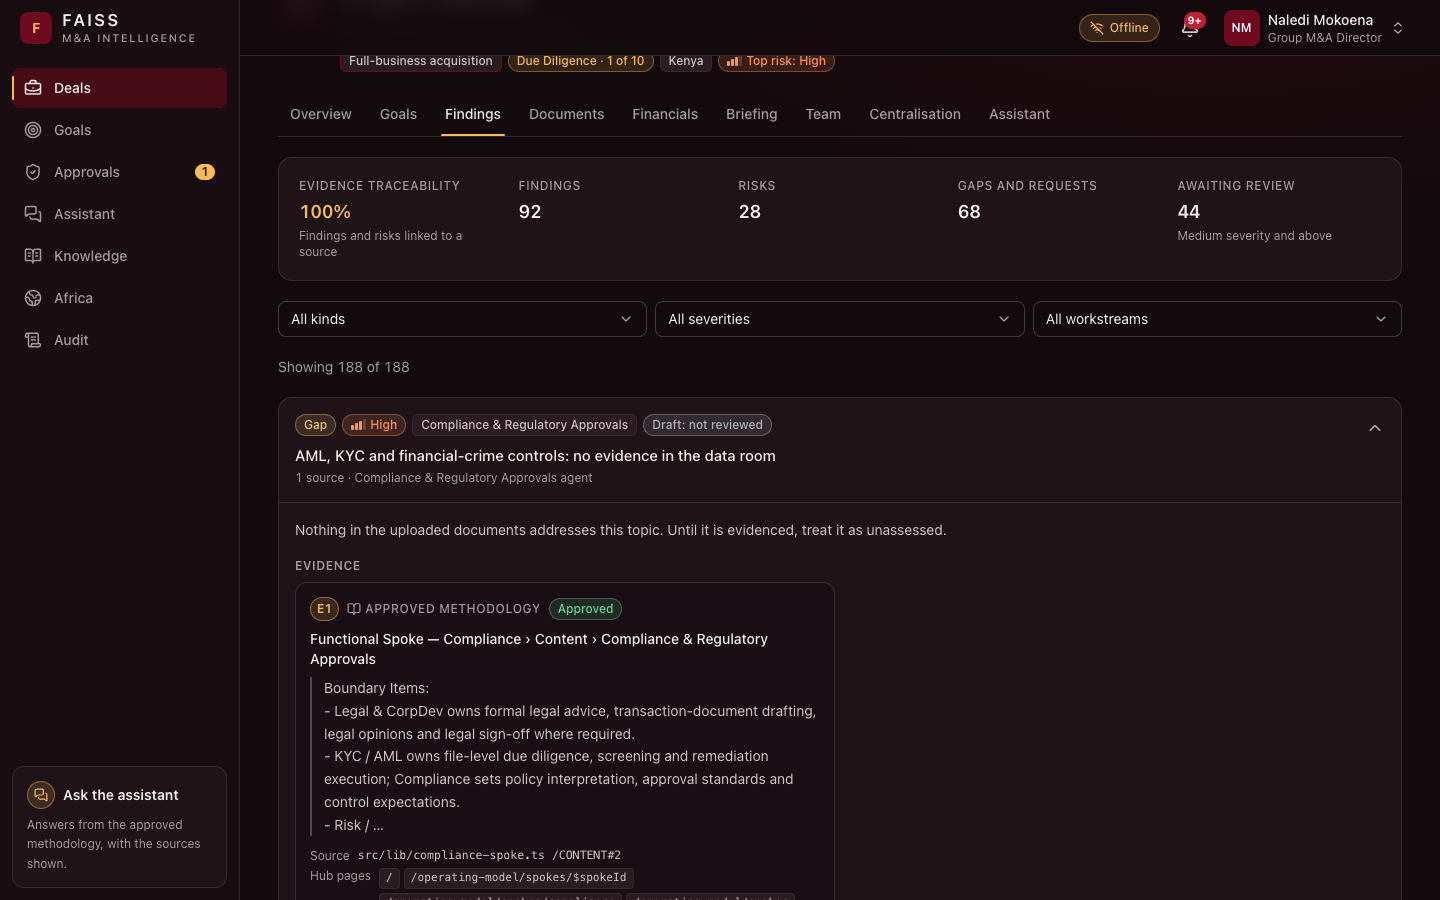 F
FAISS
M&A INTELLIGENCE
Offline
9+
NM
Naledi Mokoena
Group M&A Director
Deals
Goals
Approvals
1
Assistant
Knowledge
Africa
Audit
Ask the assistant
Answers from the approved
methodology, with the sources
shown.
Full-business acquisition
Due Diligence · 1 of 10
Kenya
Top risk: High
Overview
Goals
Findings
Documents
Financials
Briefing
Team
Centralisation
Assistant
EVIDENCE TRACEABILITY
100%
Findings and risks linked to a
source
FINDINGS
92
RISKS
28
GAPS AND REQUESTS
68
AWAITING REVIEW
44
Medium severity and above
All kinds
All severities
All workstreams
Showing 188 of 188
Gap
High
Compliance & Regulatory Approvals
Draft: not reviewed
AML, KYC and financial-crime controls: no evidence in the data room
1 source · Compliance & Regulatory Approvals agent
Nothing in the uploaded documents addresses this topic. Until it is evidenced, treat it as unassessed.
EVIDENCE
E1
APPROVED METHODOLOGY
Approved
Functional Spoke — Compliance › Content › Compliance & Regulatory
Approvals
Boundary Items:
- Legal & CorpDev owns formal legal advice, transaction-document drafting,
legal opinions and legal sign-off where required.
- KYC / AML owns file-level due diligence, screening and remediation
execution; Compliance sets policy interpretation, approval standards and
control expectations.
- Risk / …
Source src/lib/compliance-spoke.ts /CONTENT#2
Hub pages / /operating-model/spokes/$spokeId